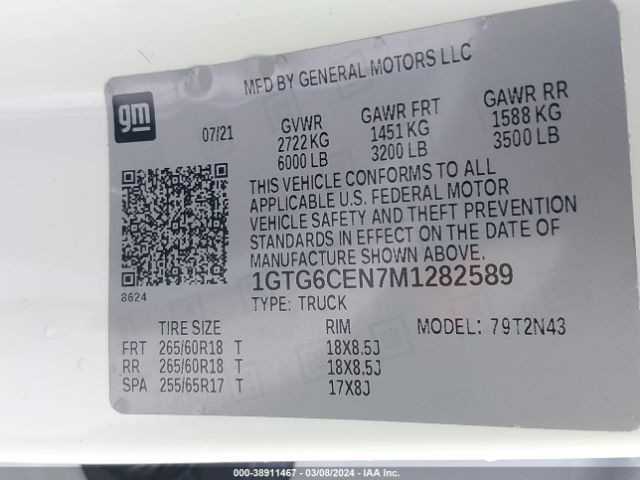 MFD BY GENERAL MOTORS LLC
gm
07/21
GVWR GAWR FRT GAWR RR
2722 KG 1451 KG 1588 KG
6000 LB 3200 LB 3500 LB
THIS VEHICLE CONFORMS TO ALL
APPLICABLE U.S. FEDERAL MOTOR
VEHICLE SAFETY AND THEFT PREVENTION
STANDARDS IN EFFECT ON THE DATE OF
MANUFACTURE SHOWN ABOVE.
8624
1GTG6CEN7M1282589
TYPE: TRUCK
TIRE SIZE RIM MODEL: 79T2N43
FRT 265/60R18 T 18X8.5J
RR 265/60R18 T 18X8.5J
SPA 255/65R17 T 17X8J
000-38911467 - 03/08/2024 - IAA Inc.